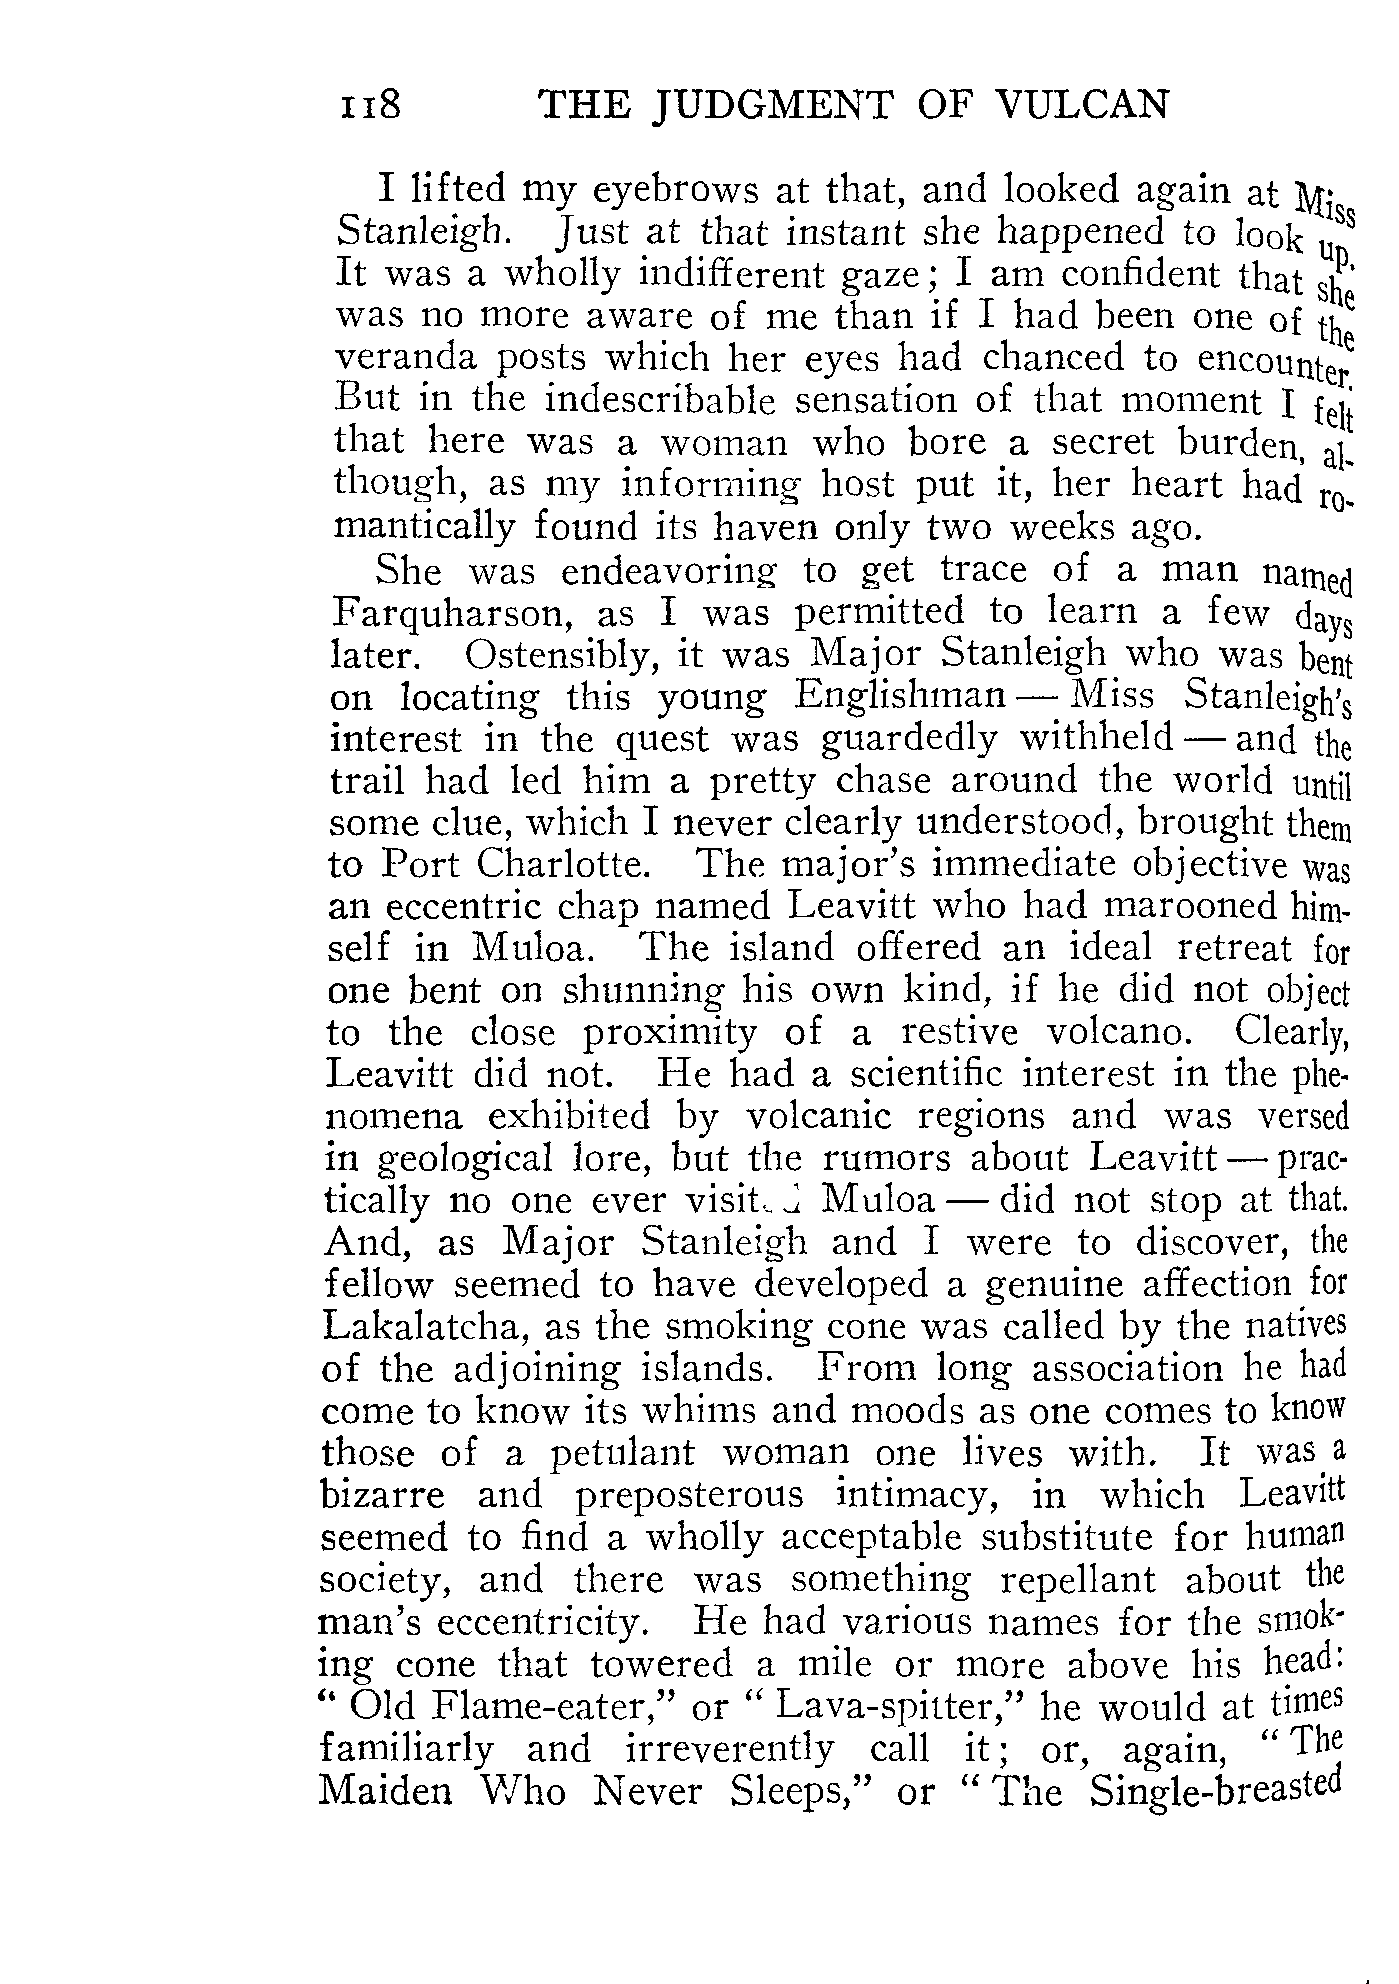 118 THE JUDGMENT OF VULCAN
I lifted my eyebrows at that, and looked again at Miss
Stanleigh. Just at that instant she happened to look up.
It was a wholly indifferent gaze; I am confident that she
was no more aware of me than if I had been one of the
veranda posts which her eyes had chanced to encounter.
But in the indescribable sensation of that moment I felt
that here was a woman who bore a secret burden, al-
though, as my informing host put it, her heart had ro-
mantically found its haven only two weeks ago.
She was endeavoring to get trace of a man named
Farquharson, as I was permitted to learn a few days
later. Ostensibly, it was Major Stanleigh who was bent
on locating this young Englishman — Miss Stanleigh's
interest in the quest was guardedly withheld — and the
trail had led him a pretty chase around the world until
some clue, which I never clearly understood, brought them
to Port Charlotte. The major's immediate objective was
an eccentric chap named Leavitt who had marooned him-
self in Muloa. The island offered an ideal retreat for
one bent on shunning his own kind, if he did not object
to the close proximity of a restive volcano. Clearly,
Leavitt did not. He had a scientific interest in the phe-
nomena exhibited by volcanic regions and was versed
in geological lore, but the rumors about Leavitt — prac-
tically no one ever visited Muloa — did not stop at that.
And, as Major Stanleigh and I were to discover, the
fellow seemed to have developed a genuine affection for
Lakalatcha, as the smoking cone was called by the natives
of the adjoining islands. From long association he had
come to know its whims and moods as one comes to know
those of a petulant woman one lives with. It was a
bizarre and preposterous intimacy, in which Leavitt
seemed to find a wholly acceptable substitute for human
society, and there was something repellant about the
man's eccentricity. He had various names for the smok-
ing cone that towered a mile or more above his head:
" Old Flame-eater," or " Lava-spitter," he would at times
familiarly and irreverently call it; or, again, " The
Maiden Who Never Sleeps," or " The Single-breasted